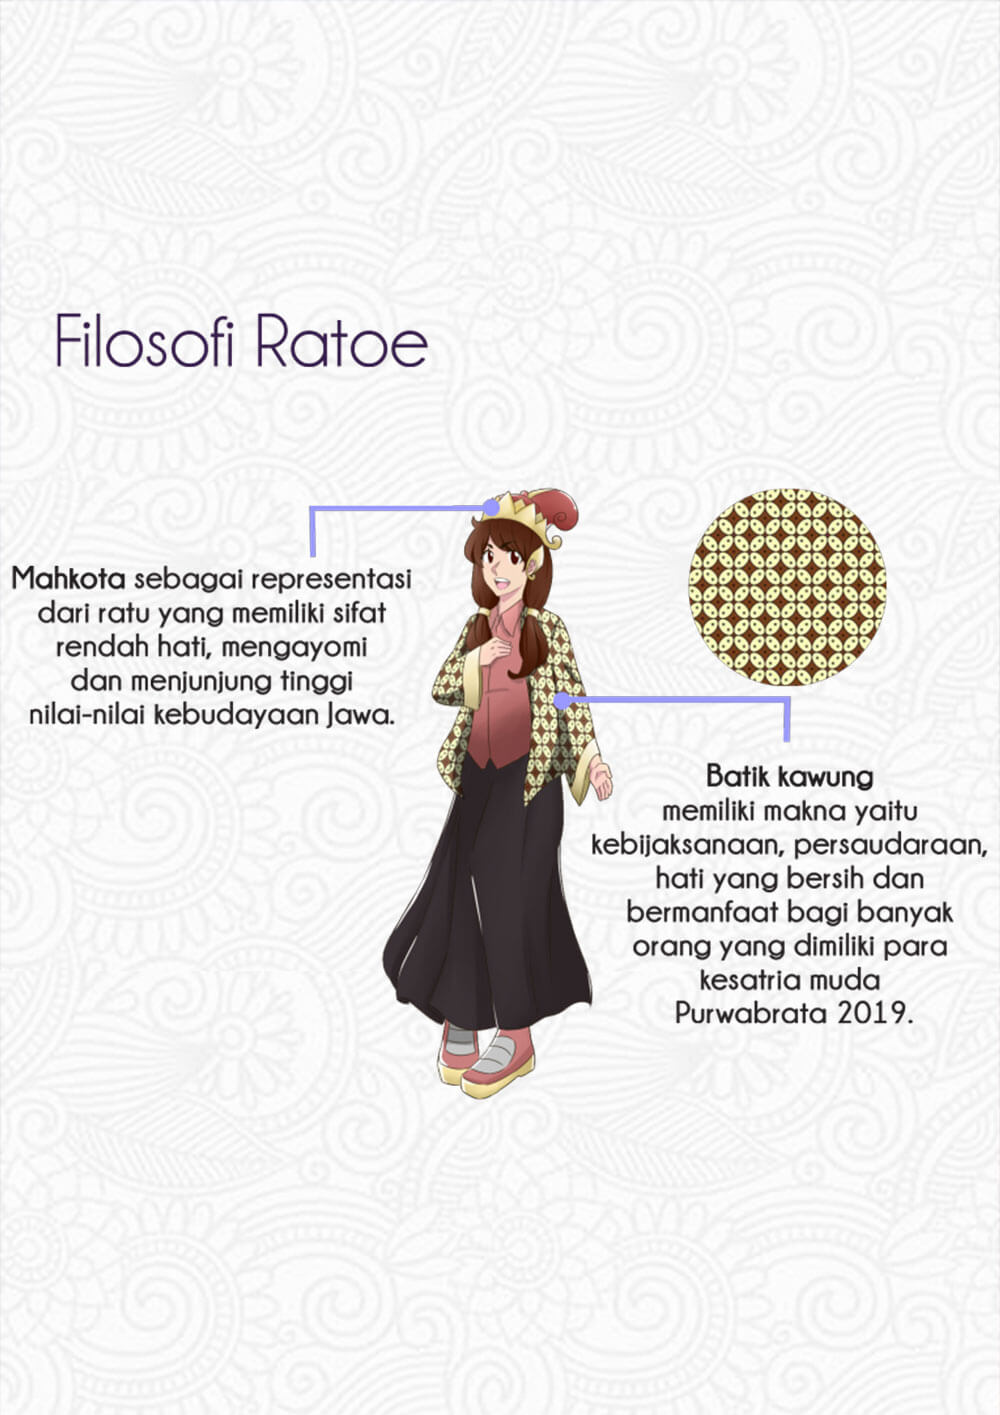 Filosofi Ratoe
Mahkota sebagai representasi
dari ratu yang memiliki sifat
rendah hati, mengayomi
dan menjunjung tinggi
nilai-nilai kebudayaan Jawa.
Batik kawung
memiliki makna yaitu
kebijaksanaan, persaudaraan,
hati yang bersih dan
bermanfaat bagi banyak
orang yang dimiliki para
kesatria muda
Purwabrata 2019.